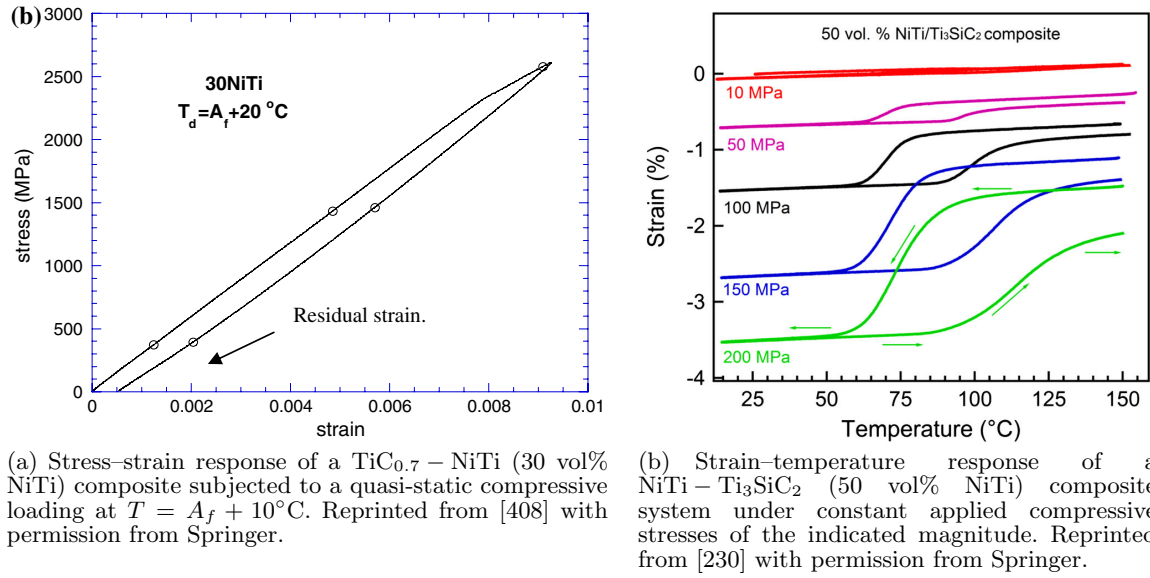 (b)
3000
2500
2000
1500
1000
500
0
stress (MPa)
30NiTi
T_d=A_f+20 °C
Residual strain.
0 0.002 0.004 0.006 0.008 0.01
strain
(a) Stress–strain response of a TiC₀.₇ − NiTi (30 vol%
NiTi) composite subjected to a quasi-static compressive
loading at T = A_f + 10°C. Reprinted from [408] with
permission from Springer.
50 vol. % NiTi/Ti₃SiC₂ composite
0
-1
-2
-3
-4
Strain (%)
10 MPa
50 MPa
100 MPa
150 MPa
200 MPa
25 50 75 100 125 150
Temperature (°C)
(b) Strain–temperature response of a
NiTi − Ti₃SiC₂ (50 vol% NiTi) composite
system under constant applied compressive
stresses of the indicated magnitude. Reprinted
from [230] with permission from Springer.